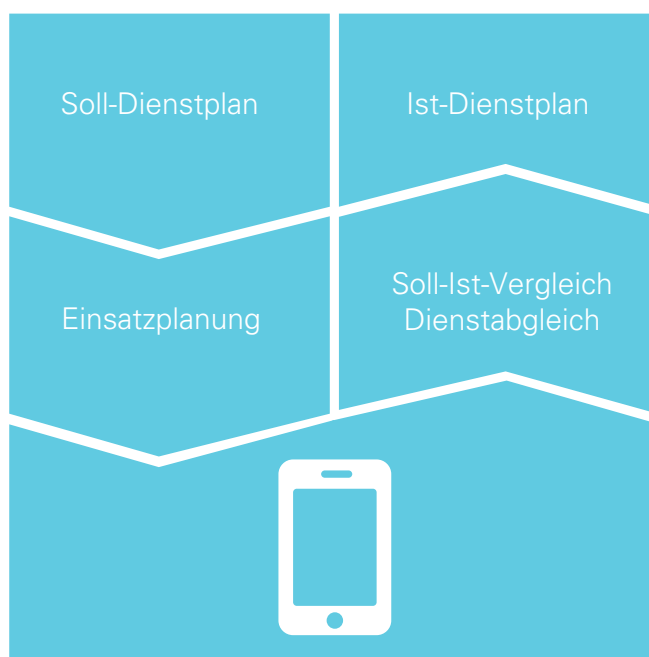 Soll-Dienstplan
Ist-Dienstplan
Einsatzplanung
Soll-Ist-Vergleich
Dienstabgleich